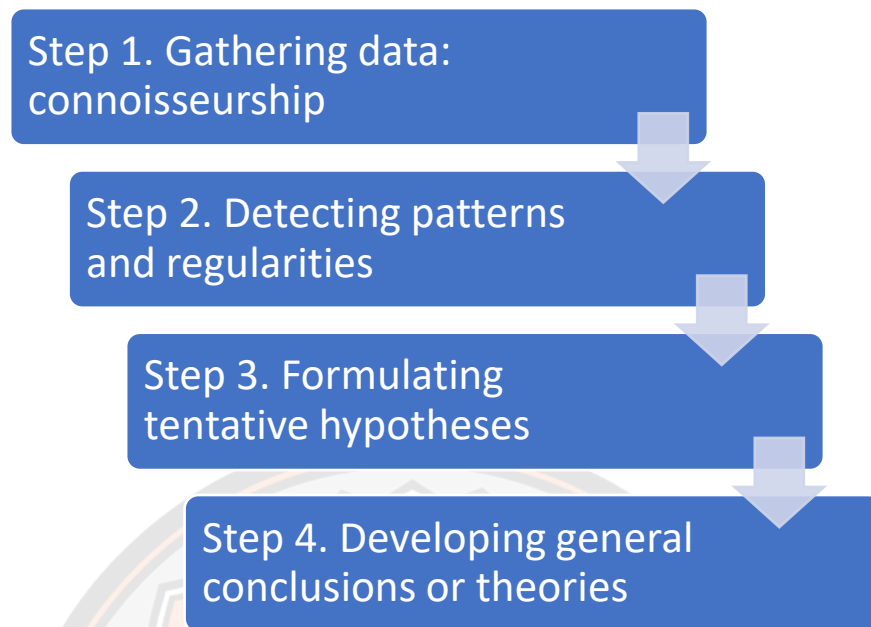 Step 1. Gathering data:
connoisseurship
Step 2. Detecting patterns
and regularities
Step 3. Formulating
tentative hypotheses
Step 4. Developing general
conclusions or theories